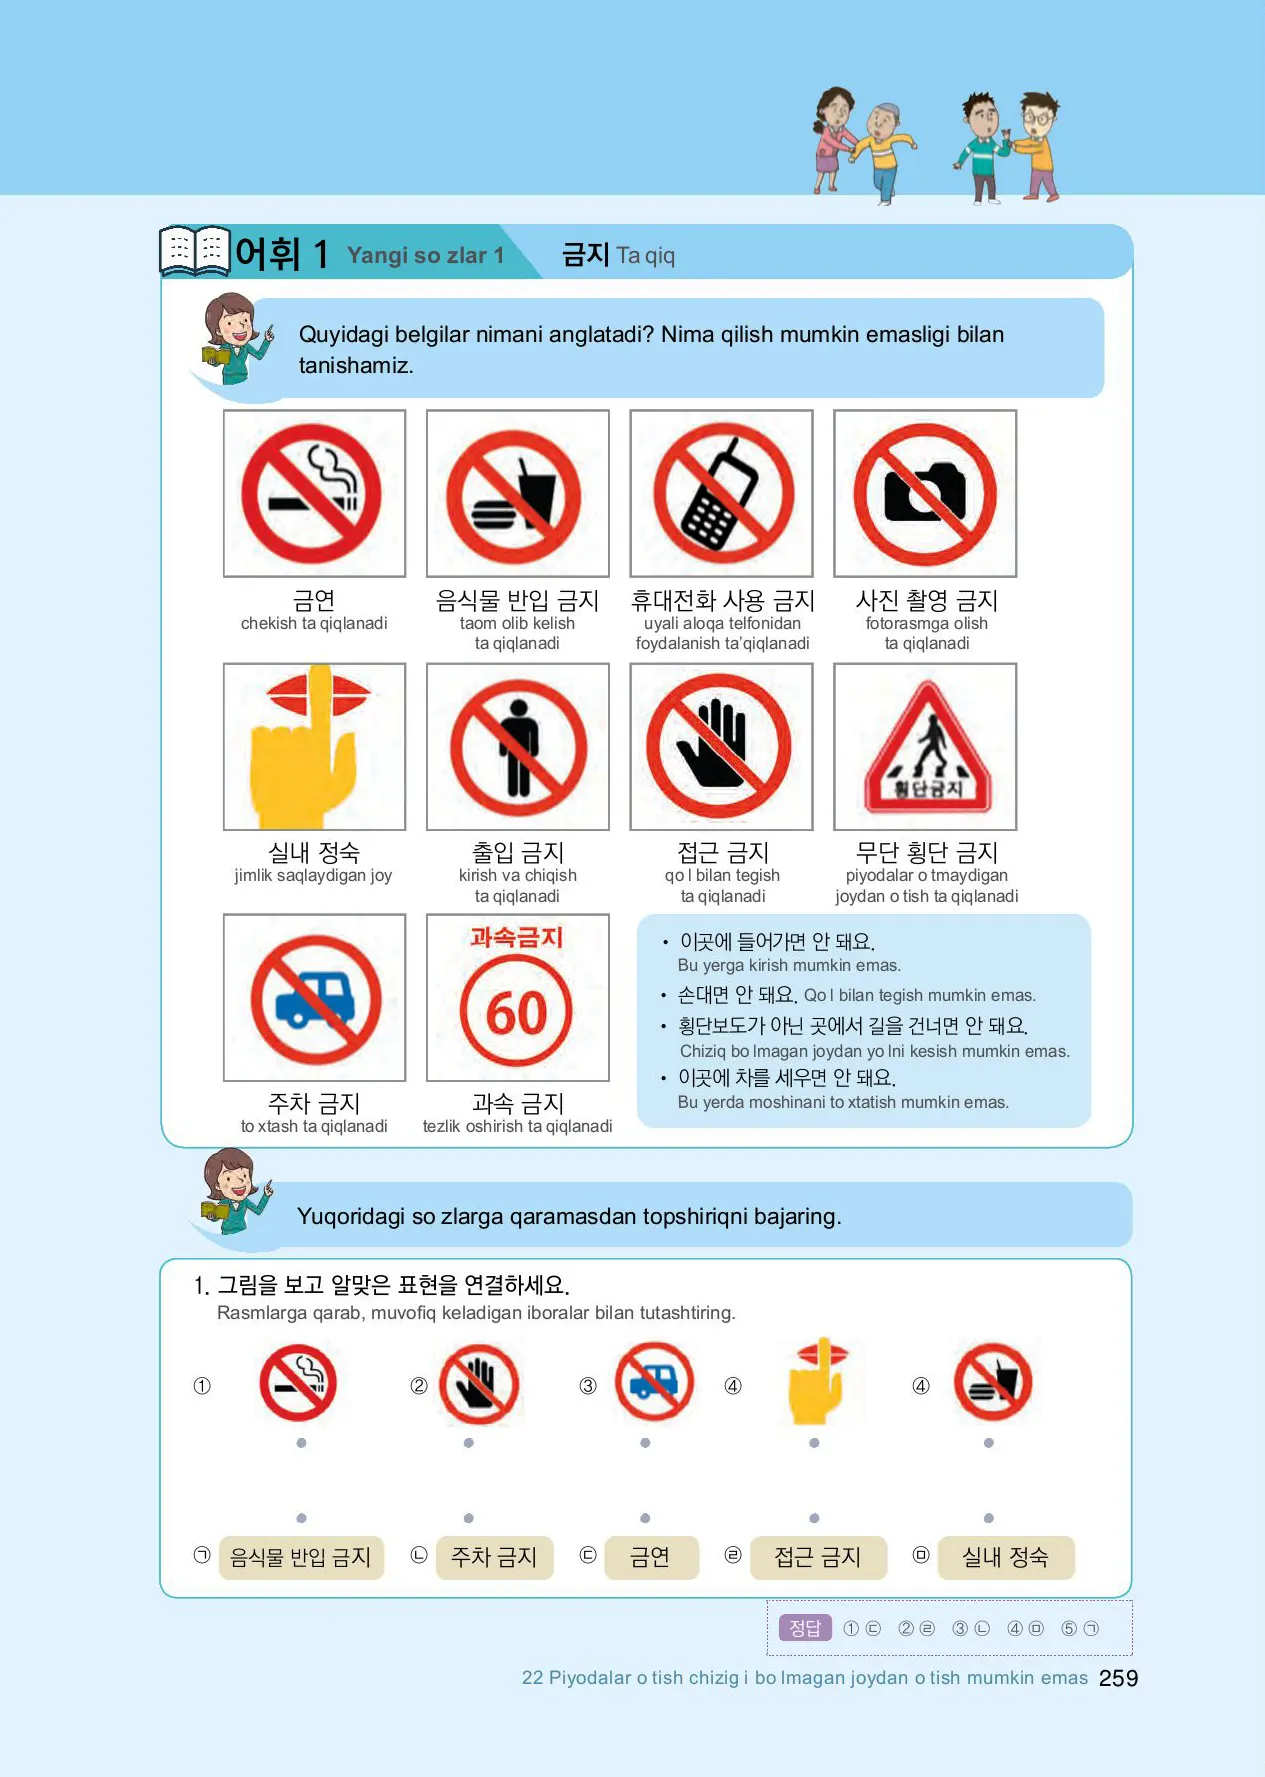 어휘 1 Yangi so zlar 1 금지 Ta qiq
Quyidagi belgilar nimani anglatadi? Nima qilish mumkin emasligi bilan
tanishamiz.
금연 음식물 반입 금지 휴대전화 사용 금지 사진 촬영 금지
chekish ta qiqlanadi taom olib kelish uyali aloqa telfonidan fotorasmga olish
ta qiqlanadi foydalanish ta’qiqlanadi ta qiqlanadi
횡단금지
실내 정숙 출입 금지 접근 금지 무단 횡단 금지
jimlik saqlaydigan joy kirish va chiqish qo l bilan tegish piyodalar o tmaydigan
ta qiqlanadi ta qiqlanadi joydan o tish ta qiqlanadi
과속금지
60
주차 금지 과속 금지
to xtash ta qiqlanadi tezlik oshirish ta qiqlanadi
• 이곳에 들어가면 안 돼요.
Bu yerga kirish mumkin emas.
• 손대면 안 돼요. Qo l bilan tegish mumkin emas.
• 횡단보도가 아닌 곳에서 길을 건너면 안 돼요.
Chiziq bo lmagan joydan yo lni kesish mumkin emas.
• 이곳에 차를 세우면 안 돼요.
Bu yerda moshinani to xtatish mumkin emas.
Yuqoridagi so zlarga qaramasdan topshiriqni bajaring.
1. 그림을 보고 알맞은 표현을 연결하세요.
Rasmlarga qarab, muvofiq keladigan iboralar bilan tutashtiring.
① ② ③ ④ ④
㉠ 음식물 반입 금지 ㉡ 주차 금지 ㉢ 금연 ㉣ 접근 금지 ㉤ 실내 정숙
정답 ① ㉢ ② ㉣ ③ ㉡ ④ ㉤ ⑤ ㉠
22 Piyodalar o tish chizig i bo lmagan joydan o tish mumkin emas 259